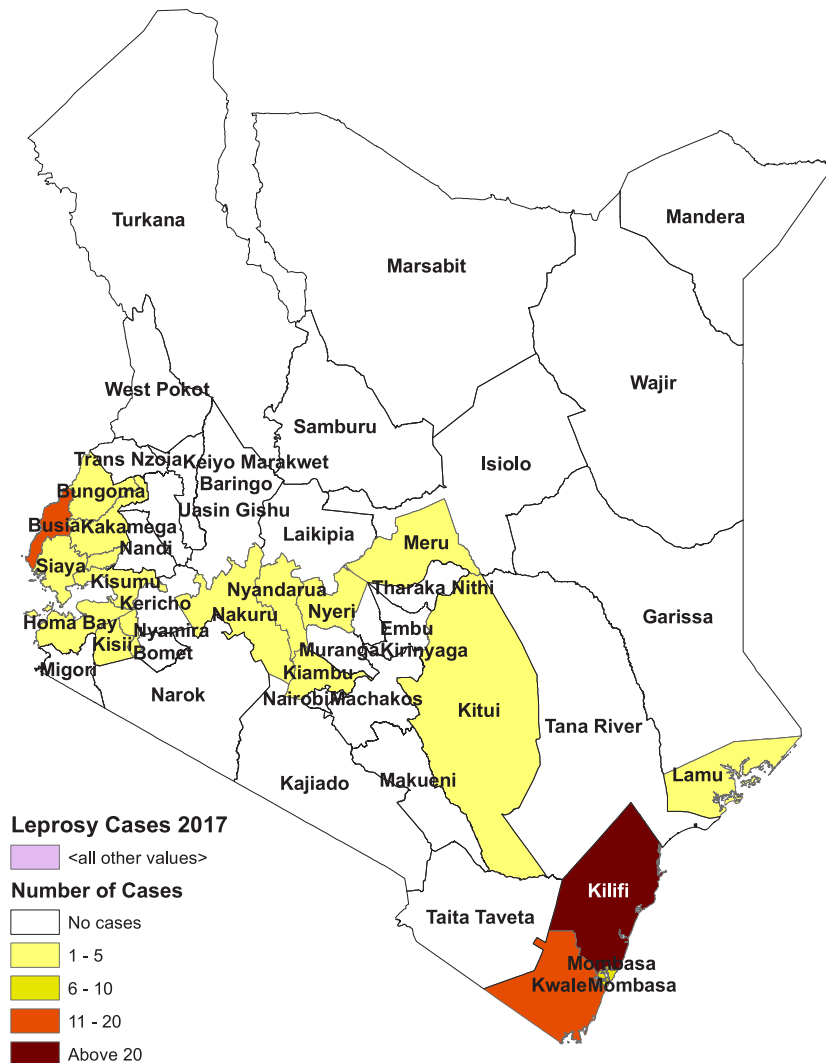 Turkana
Mandera
Marsabit
Wajir
West Pokot
Samburu
Trans Nzoia
Keiyo Marakwet
Isiolo
Baringo
Bungoma
Uasin Gishu
Busia
Kakamega
Laikipia
Nandi
Meru
Siaya
Kisumu
Nyandarua
Tharaka Nithi
Kericho
Nakuru
Nyeri
Garissa
Homa Bay
Nyamira
Embu
Kisii
Bomet
Muranga
Kirinyaga
Migori
Kiambu
Narok
Nairobi
Machakos
Kitui
Tana River
Kajiado
Makueni
Lamu
Kilifi
Taita Taveta
Mombasa
Kwale
Mombasa
Leprosy Cases 2017
<all other values>
Number of Cases
No cases
1 - 5
6 - 10
11 - 20
Above 20